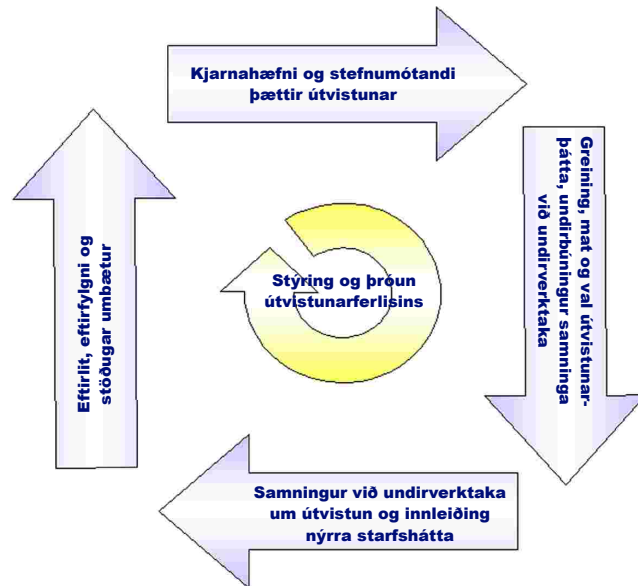 Kjarnahæfni og stefnumótandi
þættir útvistunar
Greining, mat og val útvistunar-
þátta, undirbúningur samninga
við undirverktaka
Stýring og þróun
útvistunarferlisins
Eftirlit, eftirfylgni og
stöðugar umbætur
Samningur við undirverktaka
um útvistun og innleiðing
nýrra starfshátta